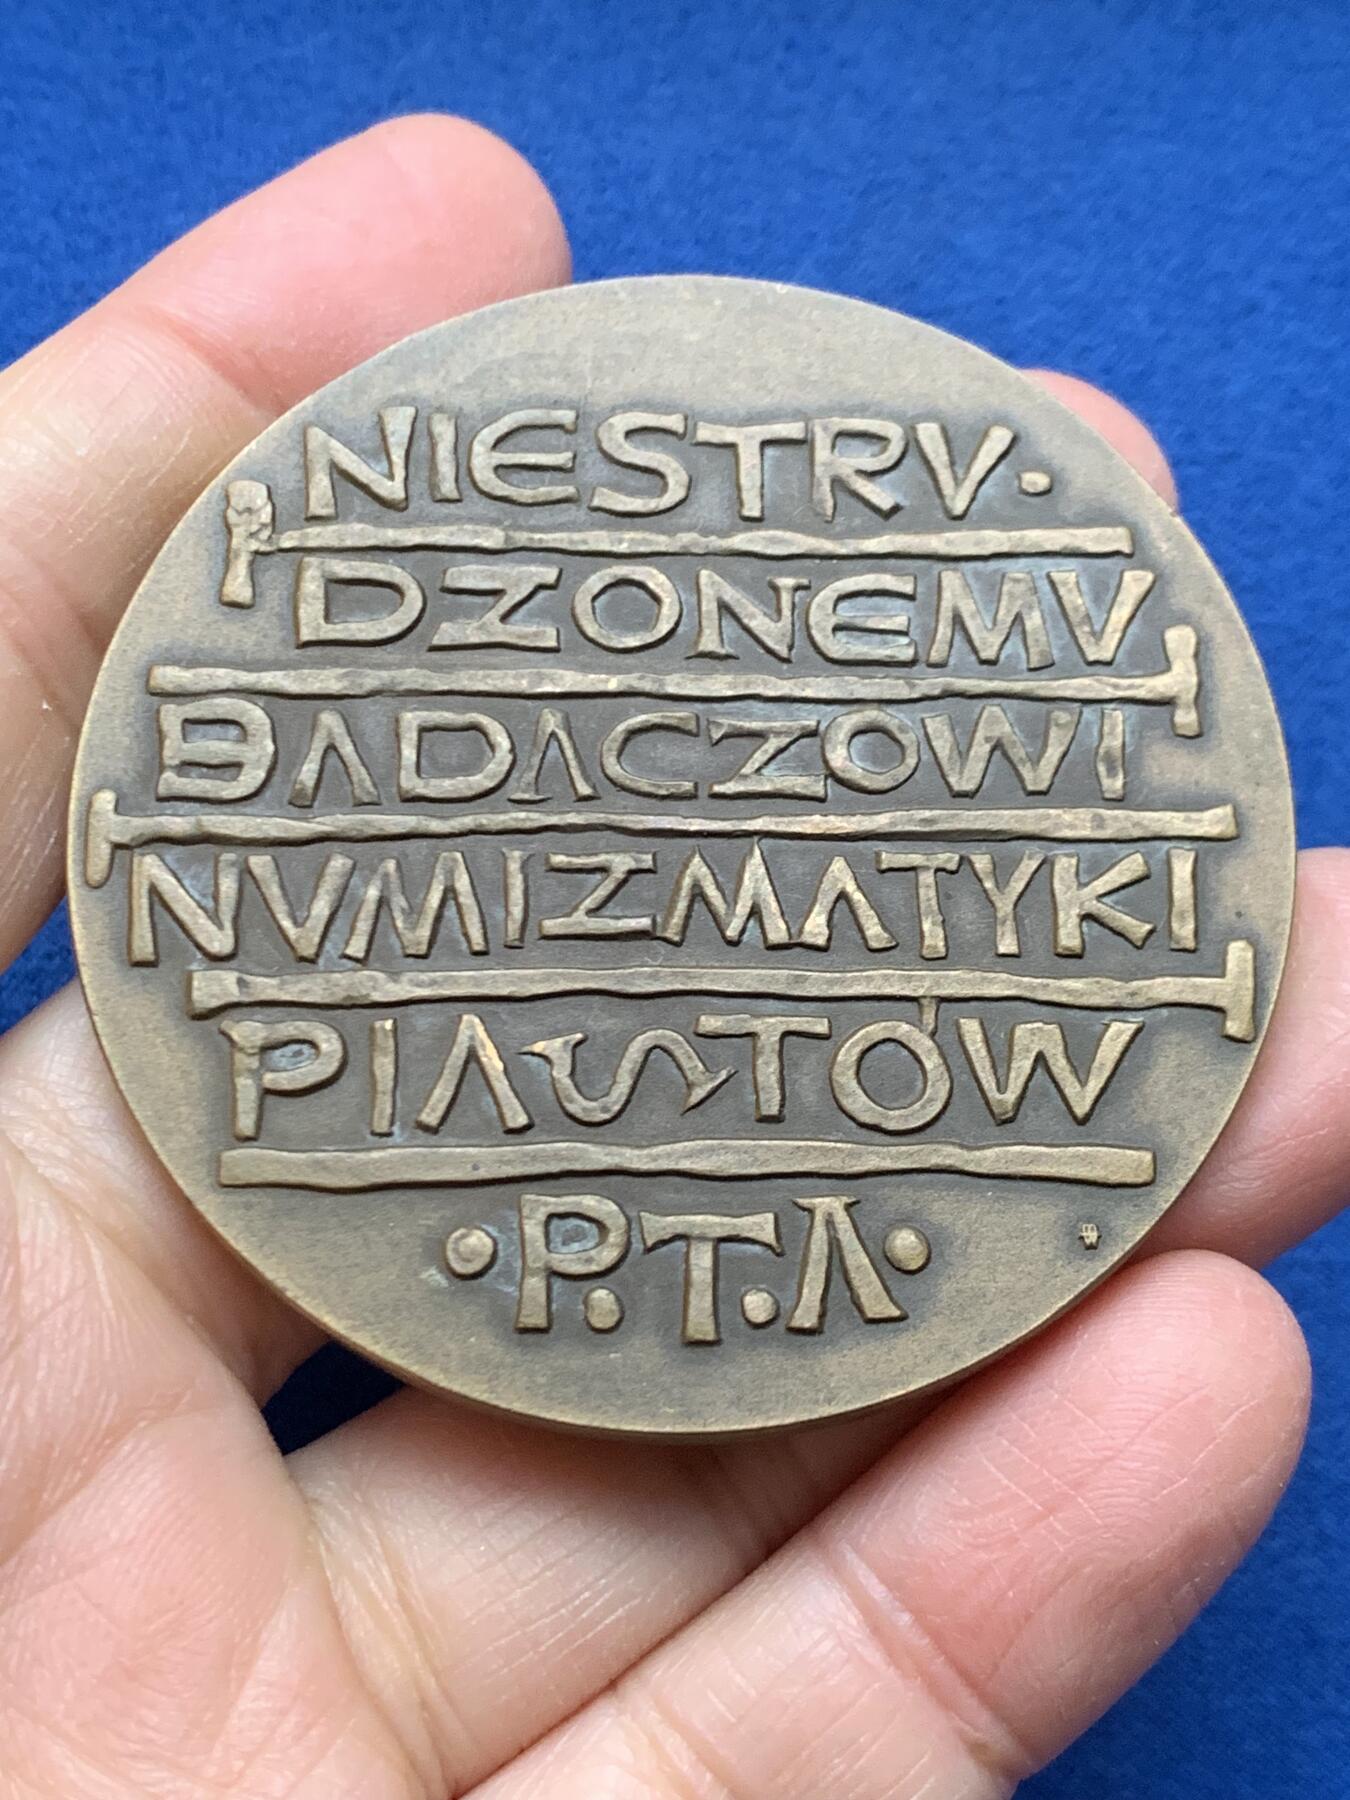 NIESTRV·
DZONEMV
BADACZOWI
NVMIZMATYKI
PIASTÓW
·P.T.A·